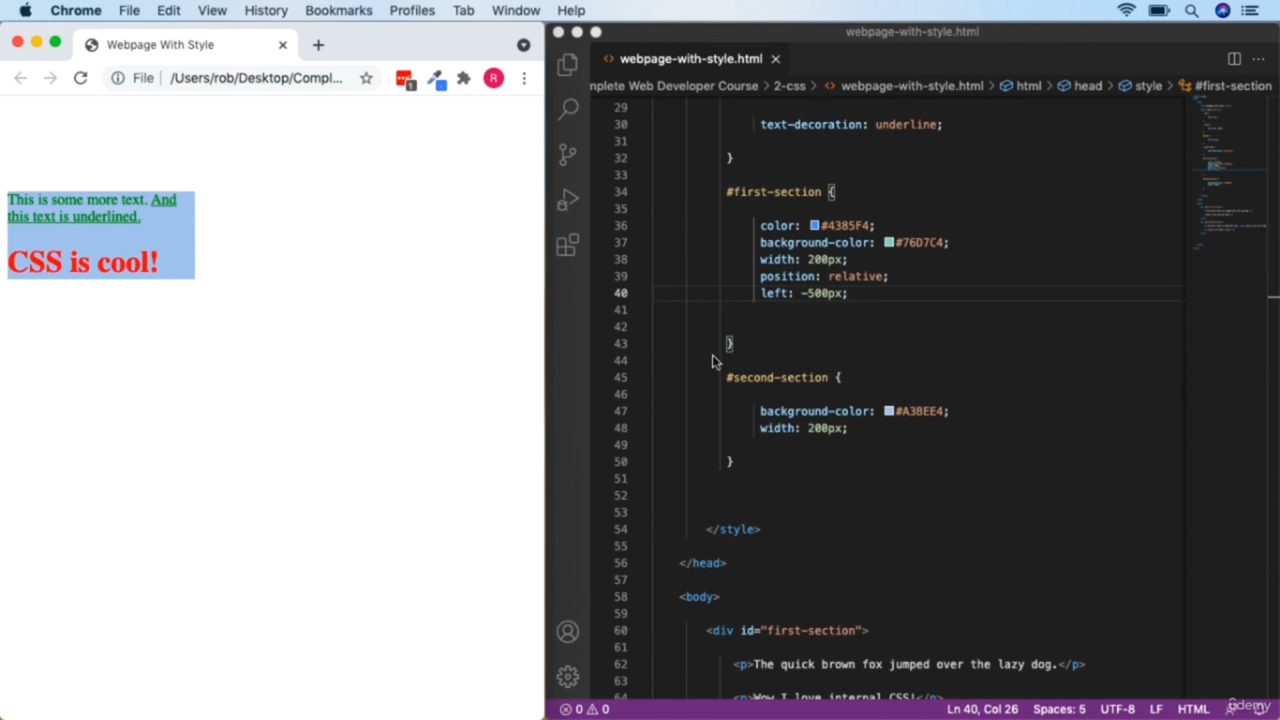 Chrome File Edit View History Bookmarks Profiles Tab Window Help
Webpage With Style
File /Users/rob/Desktop/Compl...
1
R
This is some more text. And
this text is underlined.
CSS is cool!
webpage-with-style.html
webpage-with-style.html
mplete Web Developer Course > 2-css > webpage-with-style.html > html > head > style > #first-section
29
30 text-decoration: underline;
31
32 }
33
34 #first-section {
35
36 color: #4385F4;
37 background-color: #76D7C4;
38 width: 200px;
39 position: relative;
40 left: -500px;
41
42
43 }
44
45 #second-section {
46
47 background-color: #A3BEE4;
48 width: 200px;
49
50 }
51
52
53
54 </style>
55
56 </head>
57
58 <body>
59
60 <div id="first-section">
61
62 <p>The quick brown fox jumped over the lazy dog.</p>
63
64 <p>Wow I love internal CSS!</p>
0 0 Ln 40, Col 26 Spaces: 5 UTF-8 LF HTML
ûdemy